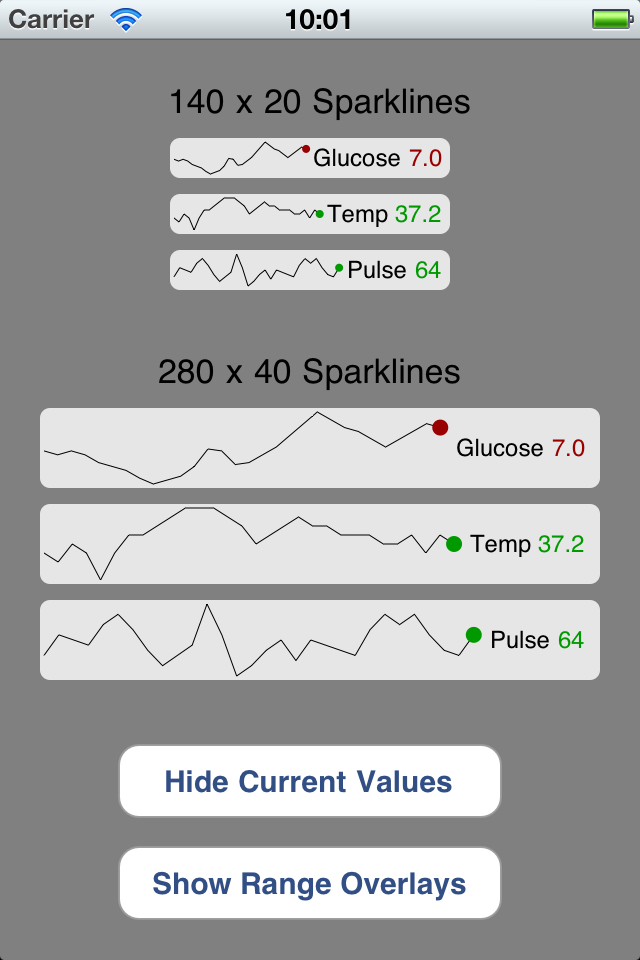 Carrier 10:01
140 x 20 Sparklines
Glucose 7.0
Temp 37.2
Pulse 64
280 x 40 Sparklines
Glucose 7.0
Temp 37.2
Pulse 64
Hide Current Values
Show Range Overlays